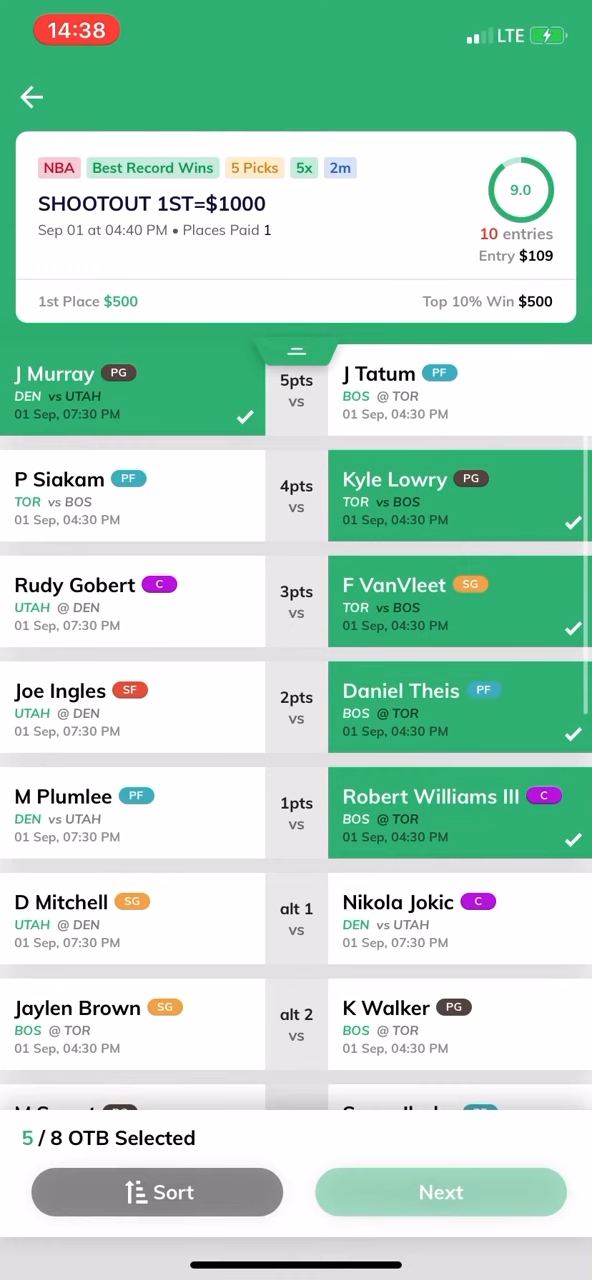 14:38
LTE
NBA Best Record Wins 5 Picks 5x 2m
9.0
SHOOTOUT 1ST=$1000
Sep 01 at 04:40 PM • Places Paid 1
10 entries
Entry $109
1st Place $500
Top 10% Win $500
J Murray PG
DEN vs UTAH
01 Sep, 07:30 PM
5pts
vs
J Tatum PF
BOS @ TOR
01 Sep, 04:30 PM
P Siakam PF
TOR vs BOS
01 Sep, 04:30 PM
4pts
vs
Kyle Lowry PG
TOR vs BOS
01 Sep, 04:30 PM
Rudy Gobert C
UTAH @ DEN
01 Sep, 07:30 PM
3pts
vs
F VanVleet SG
TOR vs BOS
01 Sep, 04:30 PM
Joe Ingles SF
UTAH @ DEN
01 Sep, 07:30 PM
2pts
vs
Daniel Theis PF
BOS @ TOR
01 Sep, 04:30 PM
M Plumlee PF
DEN vs UTAH
01 Sep, 07:30 PM
1pts
vs
Robert Williams III C
BOS @ TOR
01 Sep, 04:30 PM
D Mitchell SG
UTAH @ DEN
01 Sep, 07:30 PM
alt 1
vs
Nikola Jokic C
DEN vs UTAH
01 Sep, 07:30 PM
Jaylen Brown SG
BOS @ TOR
01 Sep, 04:30 PM
alt 2
vs
K Walker PG
BOS @ TOR
01 Sep, 04:30 PM
5 / 8 OTB Selected
Sort
Next